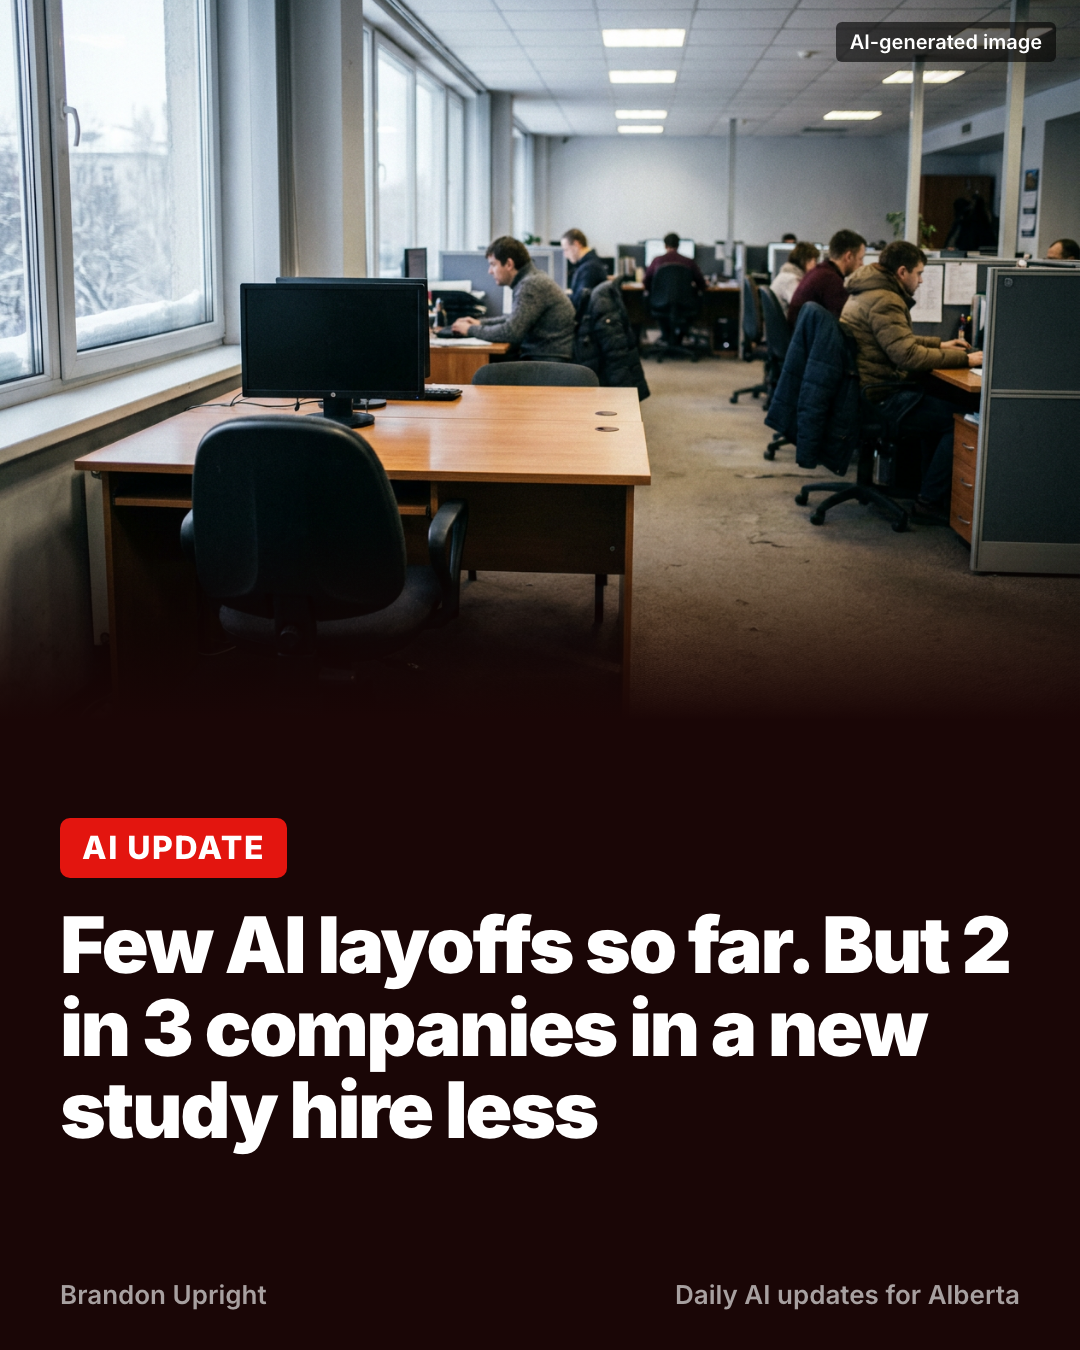 AI-generated image
AI UPDATE
Few AI layoffs so far. But 2
in 3 companies in a new
study hire less
Brandon Upright
Daily AI updates for Alberta